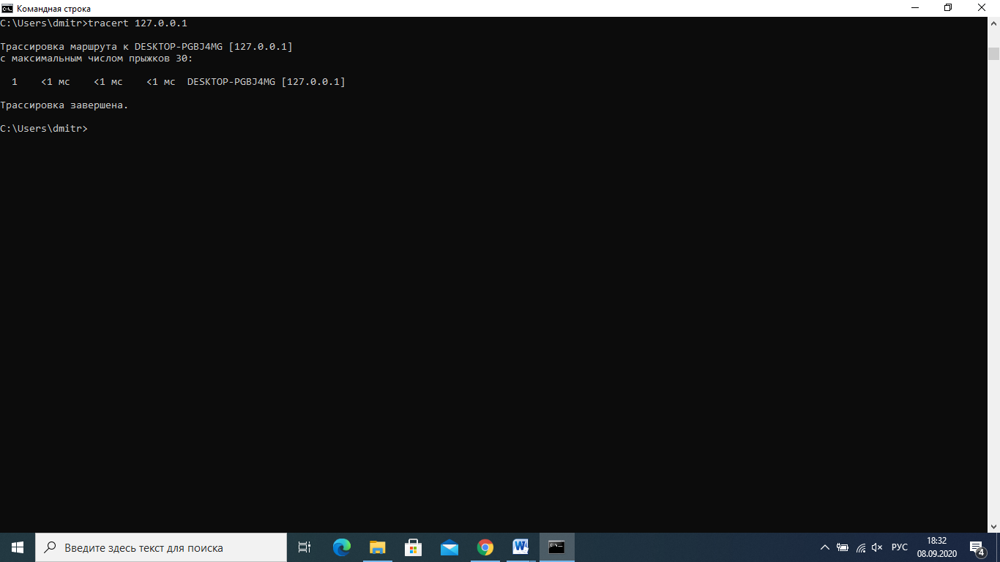 Командная строка
C:\Users\dmitr>tracert 127.0.0.1
Трассировка маршрута к DESKTOP-PGBJ4MG [127.0.0.1]
с максимальным числом прыжков 30:
1 <1 мс <1 мс <1 мс DESKTOP-PGBJ4MG [127.0.0.1]
Трассировка завершена.
C:\Users\dmitr>
Введите здесь текст для поиска
РУС
18:32
08.09.2020
4